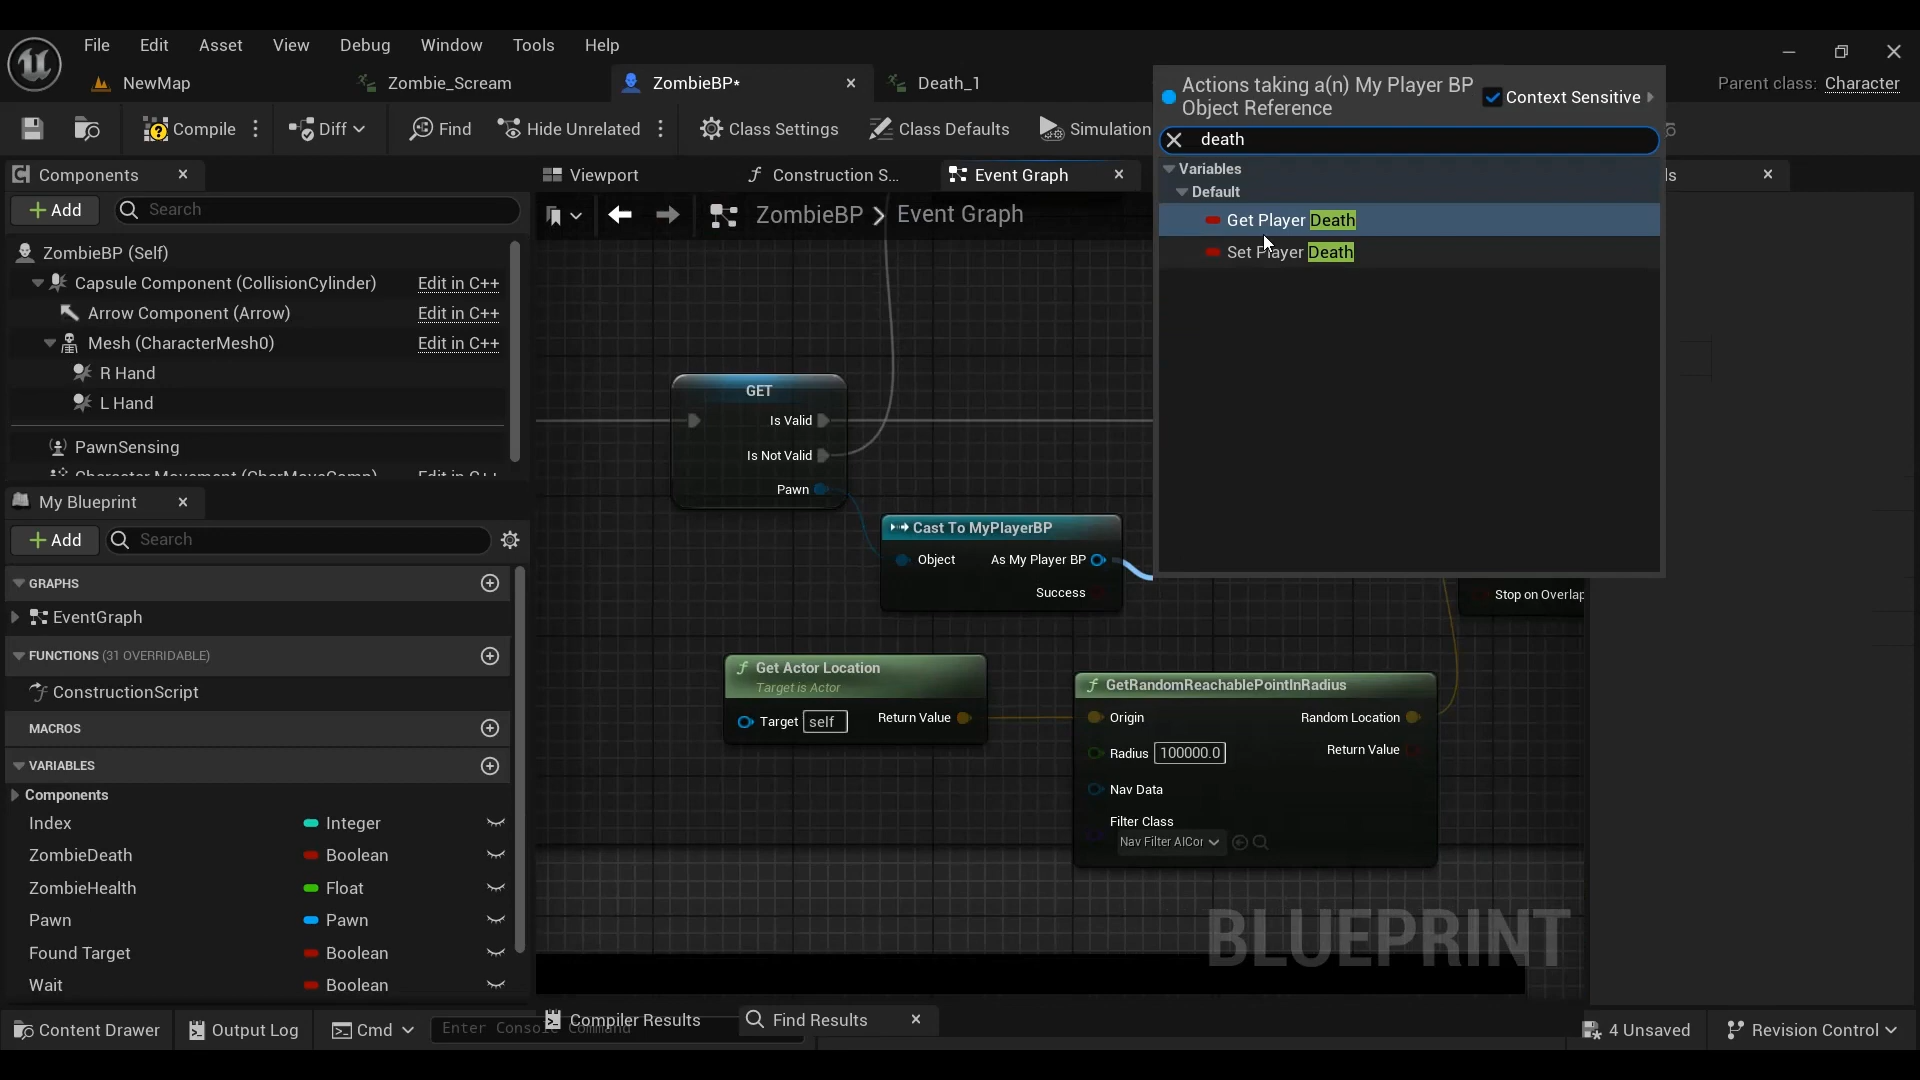 File Edit Asset View Debug Window Tools Help
NewMap Zombie_Scream ZombieBP* Death_1
Parent class: Character
Compile Diff Find Hide Unrelated Class Settings Class Defaults Simulation
Actions taking a(n) My Player BP
Object Reference
Context Sensitive
death
Variables
Default
Get Player Death
Set Player Death
Components
Add Search
ZombieBP (Self)
Capsule Component (CollisionCylinder) Edit in C++
Arrow Component (Arrow) Edit in C++
Mesh (CharacterMesh0) Edit in C++
R Hand
L Hand
PawnSensing
Character Movement (CharMoveComp) Edit in C++
Viewport Construction S... Event Graph
ZombieBP > Event Graph
GET
Is Valid
Is Not Valid
Pawn
Cast To MyPlayerBP
Object As My Player BP
Success
Stop on Overlap
Get Actor Location
Target is Actor
Target self Return Value
GetRandomReachablePointInRadius
Origin Random Location
Radius 100000.0 Return Value
Nav Data
Filter Class
Nav Filter AICor
BLUEPRINT
My Blueprint
Add Search
GRAPHS
EventGraph
FUNCTIONS (31 OVERRIDABLE)
ConstructionScript
MACROS
VARIABLES
Components
Index Integer
ZombieDeath Boolean
ZombieHealth Float
Pawn Pawn
Found Target Boolean
Wait Boolean
Compiler Results Find Results
Content Drawer Output Log Cmd Enter Console Command
4 Unsaved Revision Control